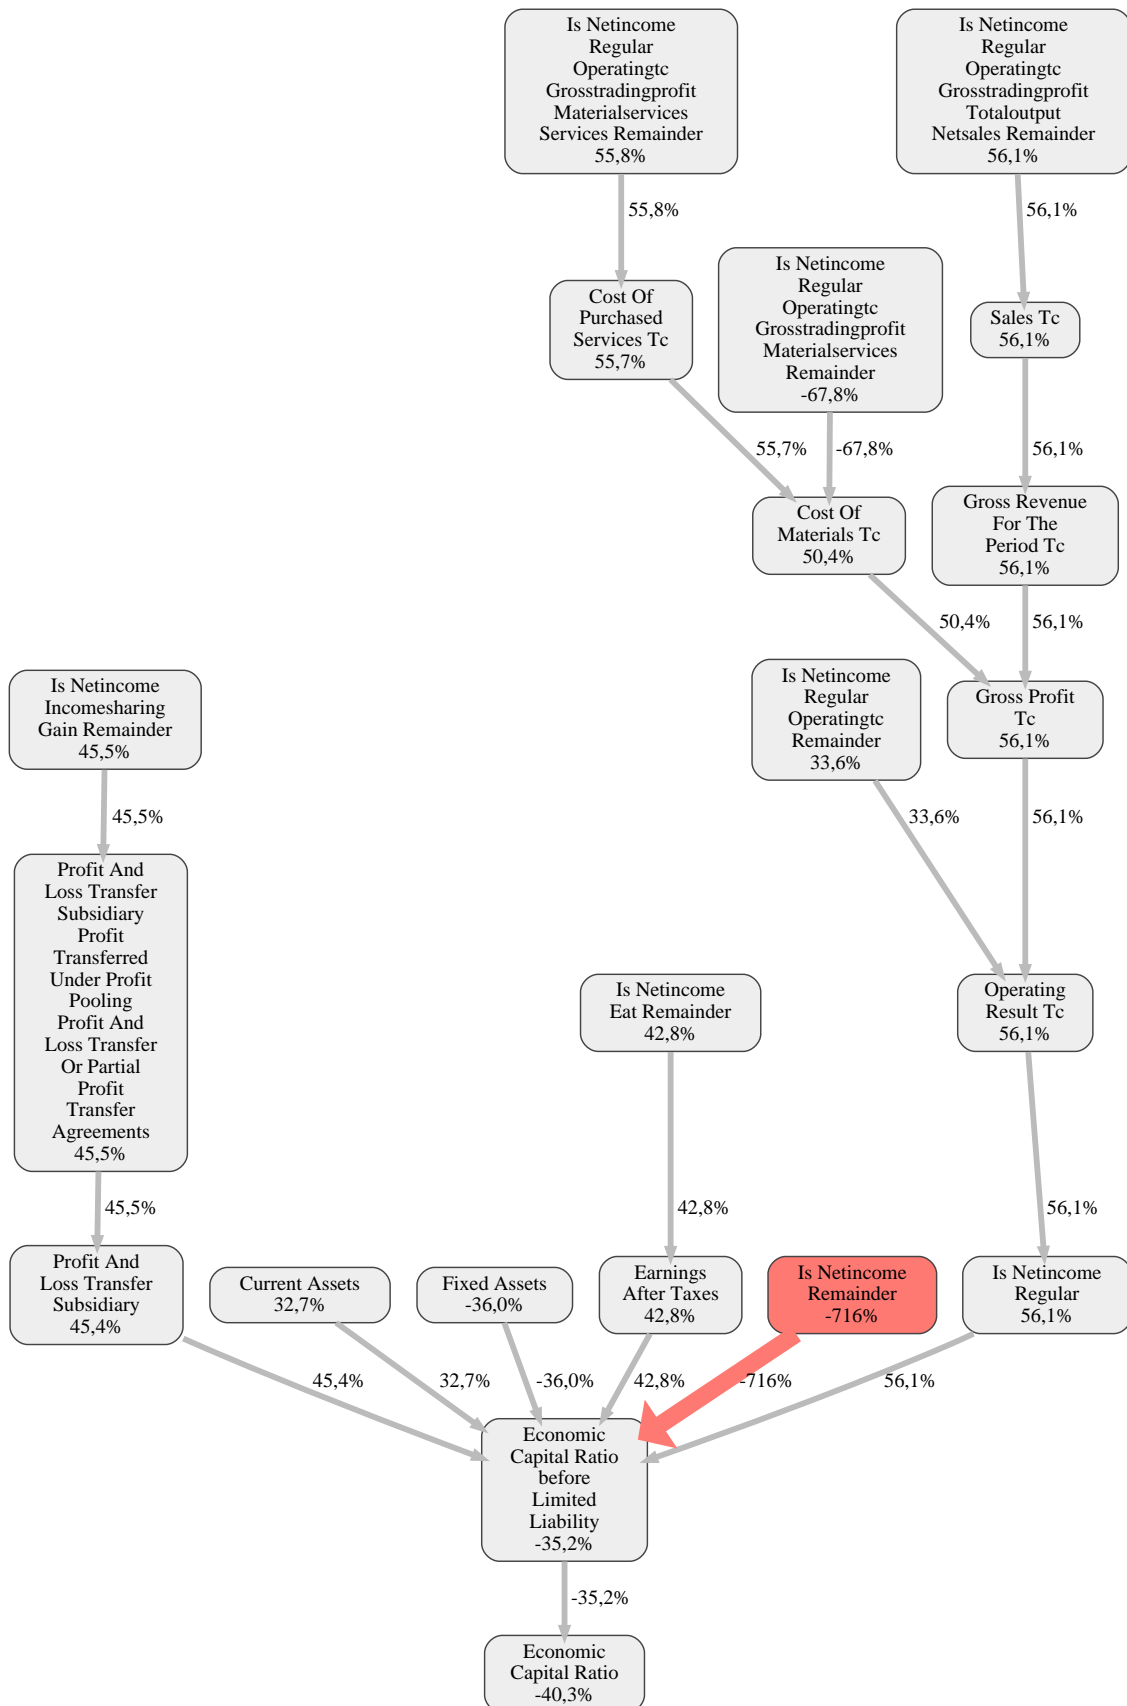 Is Netincome
Regular
Operatingtc
Grosstradingprofit
Materialservices
Services Remainder
55,8%
Is Netincome
Regular
Operatingtc
Grosstradingprofit
Totaloutput
Netsales Remainder
56,1%
55,8%
56,1%
Cost Of
Purchased
Services Tc
55,7%
Is Netincome
Regular
Operatingtc
Grosstradingprofit
Materialservices
Remainder
-67,8%
Sales Tc
56,1%
55,7%
-67,8%
56,1%
Cost Of
Materials Tc
50,4%
Gross Revenue
For The
Period Tc
56,1%
50,4%
56,1%
Is Netincome
Incomesharing
Gain Remainder
45,5%
Is Netincome
Regular
Operatingtc
Remainder
33,6%
Gross Profit
Tc
56,1%
45,5%
33,6%
56,1%
Profit And
Loss Transfer
Subsidiary
Profit
Transferred
Under Profit
Pooling
Profit And
Loss Transfer
Or Partial
Profit
Transfer
Agreements
45,5%
Is Netincome
Eat Remainder
42,8%
Operating
Result Tc
56,1%
45,5%
42,8%
56,1%
Profit And
Loss Transfer
Subsidiary
45,4%
Current Assets
32,7%
Fixed Assets
-36,0%
Earnings
After Taxes
42,8%
Is Netincome
Remainder
-716%
Is Netincome
Regular
56,1%
45,4%
32,7%
-36,0%
42,8%
-716%
56,1%
Economic
Capital Ratio
before
Limited
Liability
-35,2%
-35,2%
Economic
Capital Ratio
-40,3%